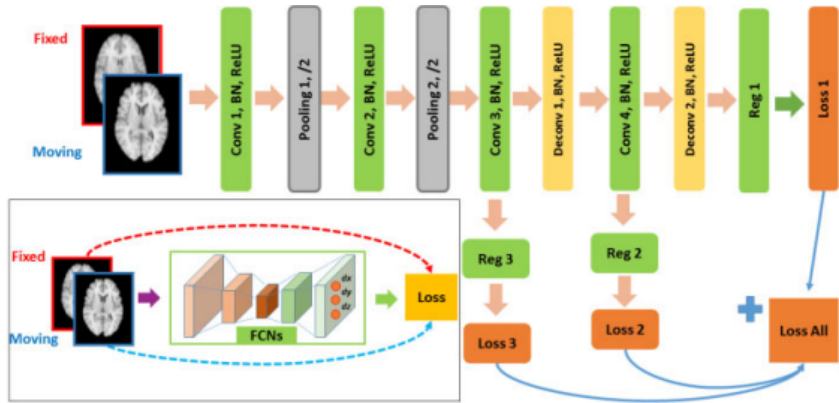 Fixed
Moving
Conv 1, BN, ReLU
Pooling 1, /2
Conv 2, BN, ReLU
Pooling 2, /2
Conv 3, BN, ReLU
Deconv 1, BN, ReLU
Conv 4, BN, ReLU
Deconv 2, BN, ReLU
Reg 1
Loss 1
Fixed
Moving
dx
dy
dz
FCNs
Loss
Reg 3
Reg 2
Loss 3
Loss 2
+
Loss All